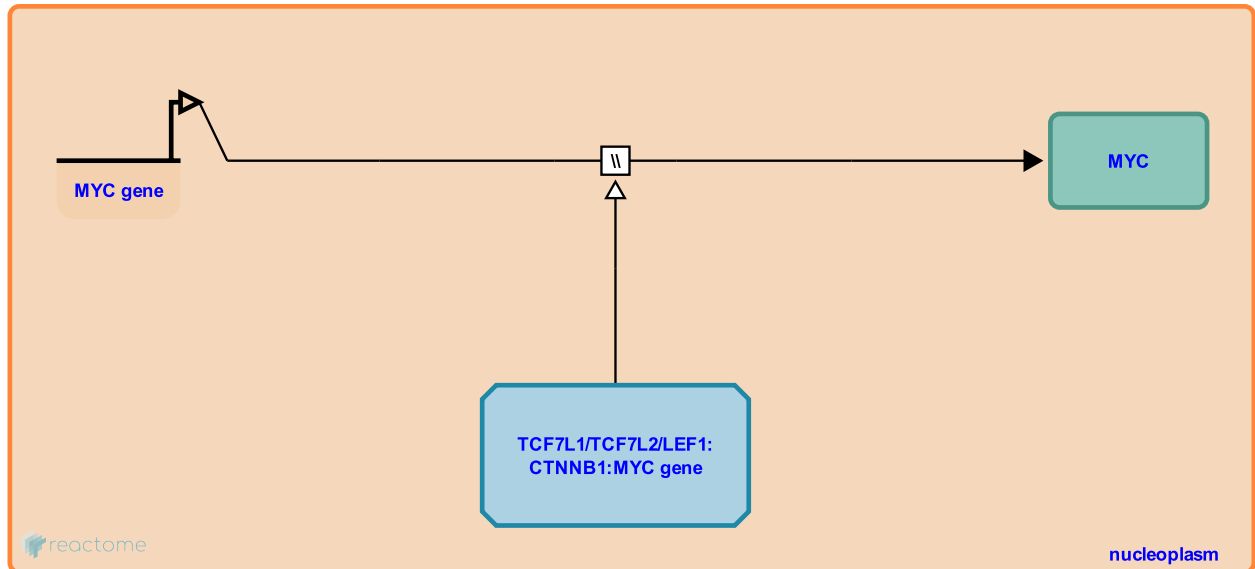 MYC gene
\\
MYC
TCF7L1/TCF7L2/LEF1:
CTNNB1:MYC gene
reactome
nucleoplasm